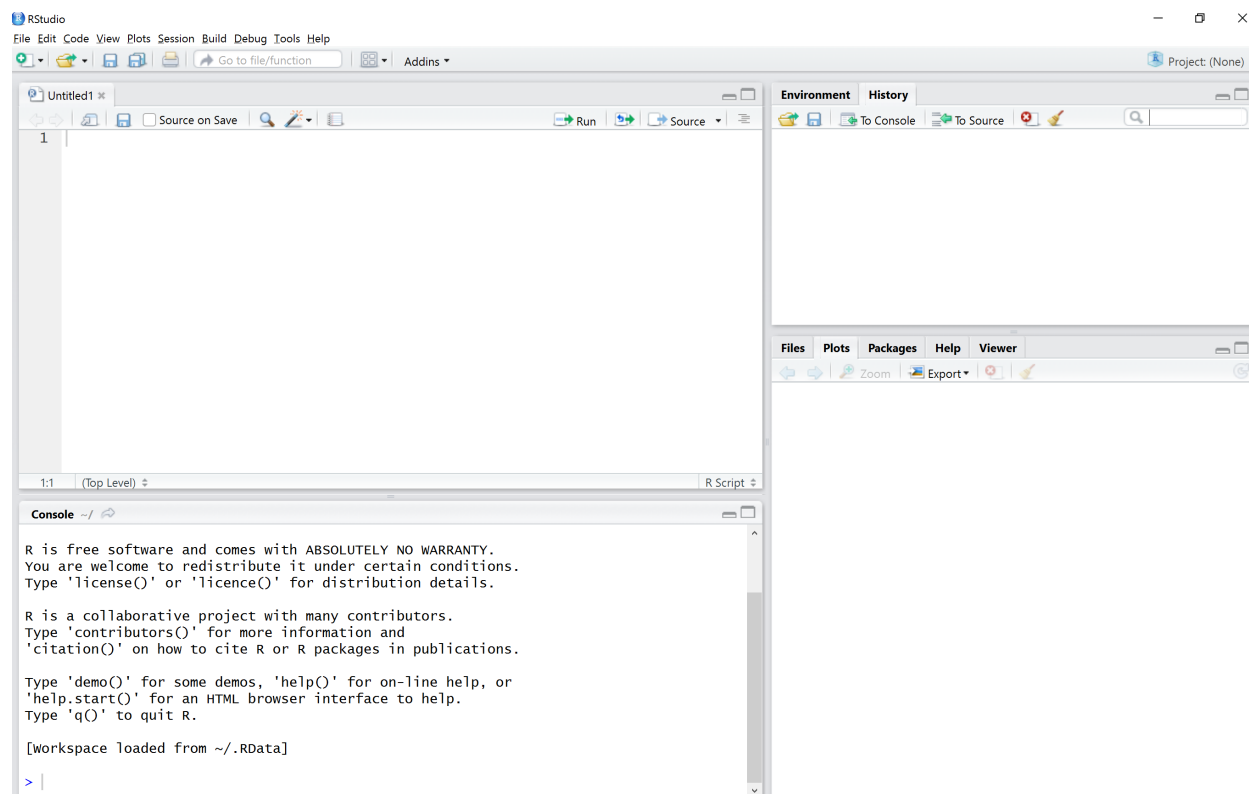 RStudio
File Edit Code View Plots Session Build Debug Tools Help
Go to file/function Addins Project: (None)
Untitled1
Source on Save Run Source
1
1:1 (Top Level) R Script
Console ~/
R is free software and comes with ABSOLUTELY NO WARRANTY.
You are welcome to redistribute it under certain conditions.
Type 'license()' or 'licence()' for distribution details.
R is a collaborative project with many contributors.
Type 'contributors()' for more information and
'citation()' on how to cite R or R packages in publications.
Type 'demo()' for some demos, 'help()' for on-line help, or
'help.start()' for an HTML browser interface to help.
Type 'q()' to quit R.
[Workspace loaded from ~/.RData]
>
Environment History
To Console To Source
Files Plots Packages Help Viewer
Zoom Export